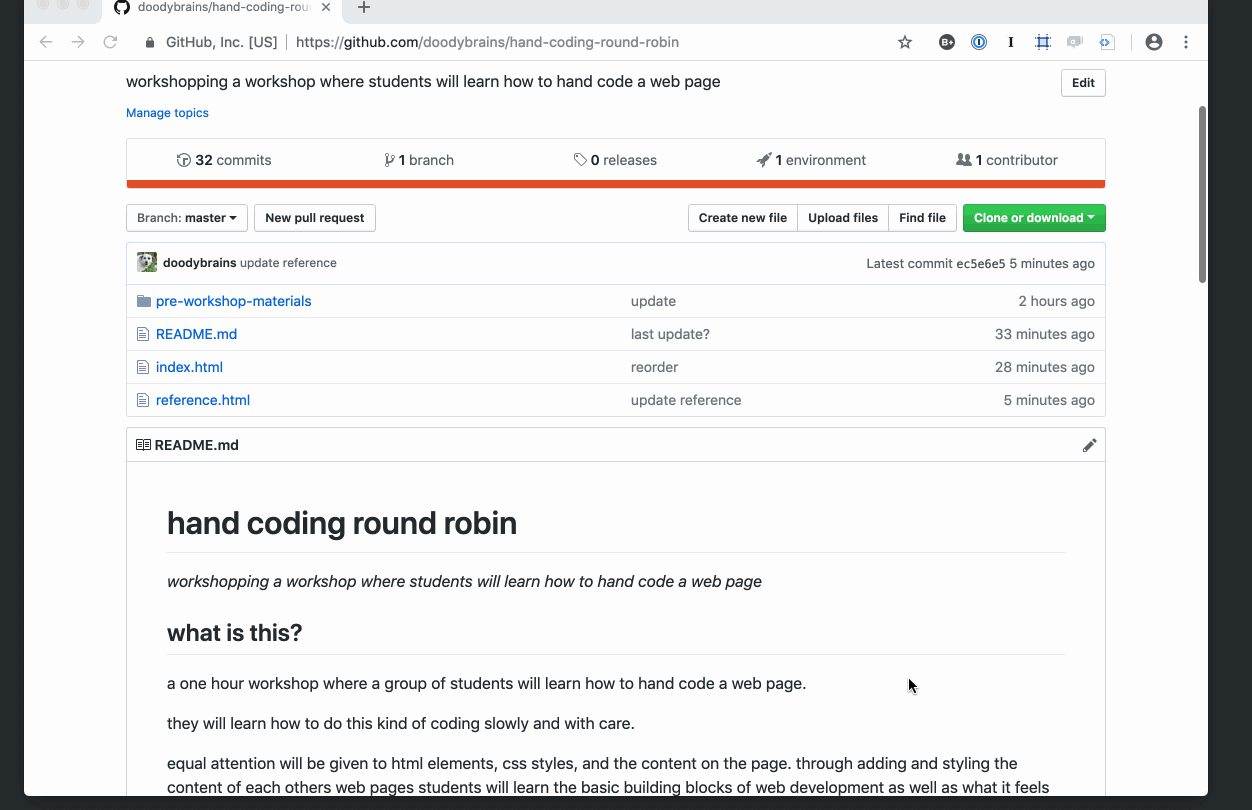 doodybrains/hand-coding-rou
GitHub, Inc. [US] https://github.com/doodybrains/hand-coding-round-robin
workshopping a workshop where students will learn how to hand code a web page
Edit
Manage topics
32 commits 1 branch 0 releases 1 environment 1 contributor
Branch: master New pull request Create new file Upload files Find file Clone or download
doodybrains update reference Latest commit ec5e6e5 5 minutes ago
pre-workshop-materials update 2 hours ago
README.md last update? 33 minutes ago
index.html reorder 28 minutes ago
reference.html update reference 5 minutes ago
README.md
hand coding round robin
workshopping a workshop where students will learn how to hand code a web page
what is this?
a one hour workshop where a group of students will learn how to hand code a web page.
they will learn how to do this kind of coding slowly and with care.
equal attention will be given to html elements, css styles, and the content on the page. through adding and styling the
content of each others web pages students will learn the basic building blocks of web development as well as what it feels